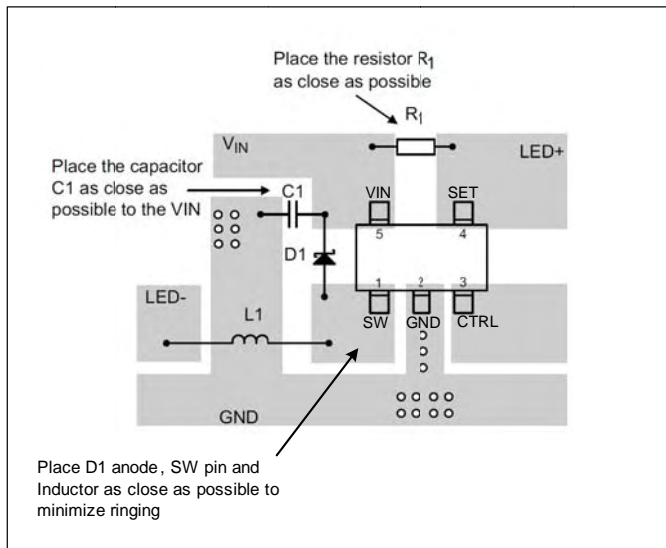 Place the resistor R1
as close as possible
R1
VIN
LED+
Place the capacitor
C1 as close as
possible to the VIN
C1
VIN
SET
5
4
D1
1
2
3
LED-
L1
SW
GND
CTRL
GND
Place D1 anode, SW pin and
Inductor as close as possible to
minimize ringing